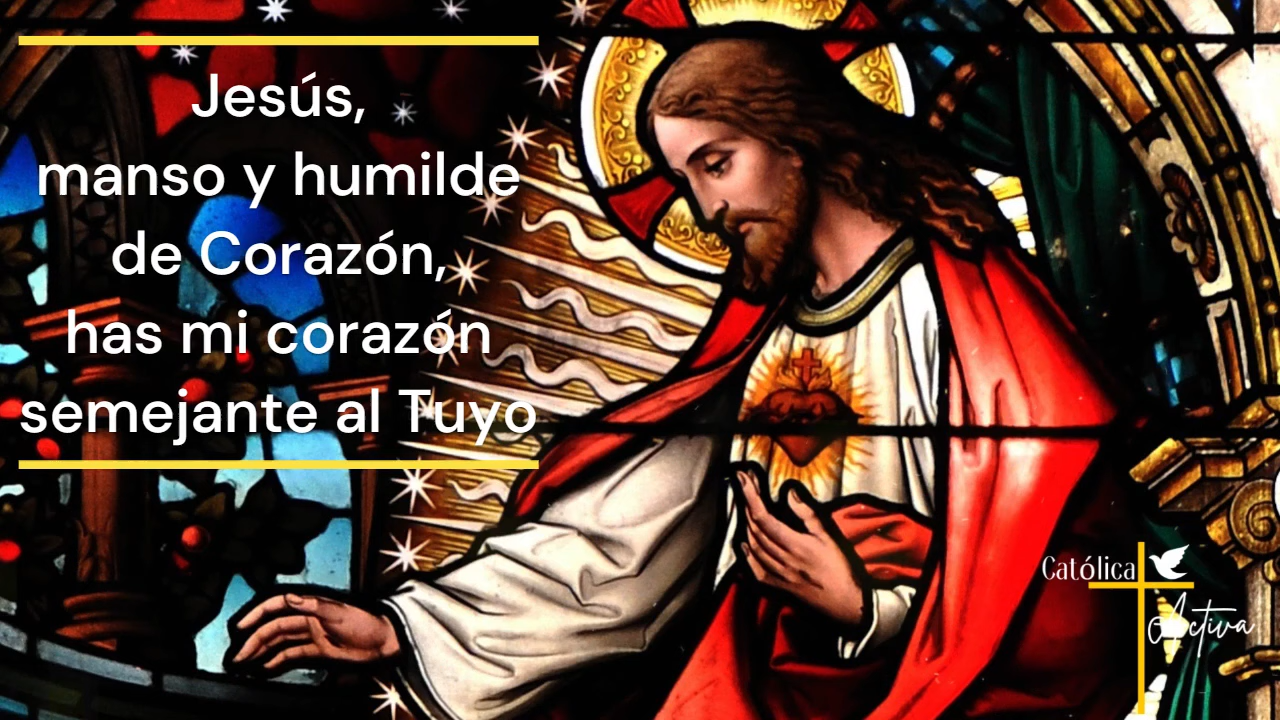 Jesús,
manso y humilde
de Corazón,
has mi corazón
semejante al Tuyo
Católica
Activa